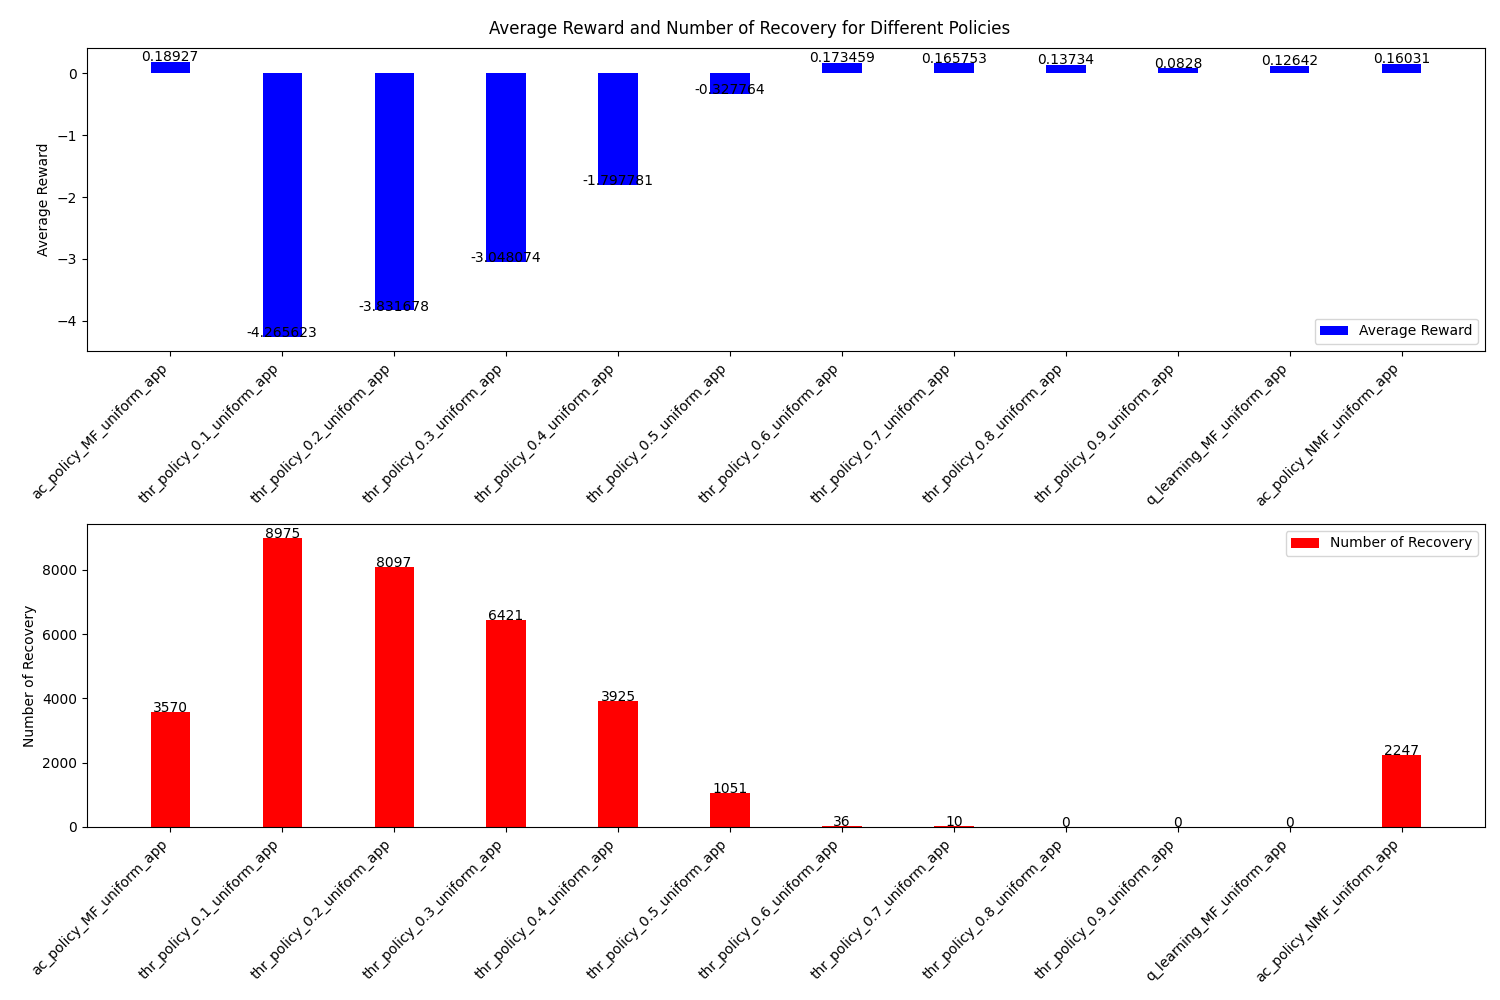 Average Reward and Number of Recovery for Different Policies
0.18927
-4.265623
-3.831678
-3.048074
-1.797781
-0.327764
0.173459
0.165753
0.13734
0.0828
0.12642
0.16031
0
−1
−2
−3
−4
Average Reward
Average Reward
ac_policy_MF_uniform_app
thr_policy_0.1_uniform_app
thr_policy_0.2_uniform_app
thr_policy_0.3_uniform_app
thr_policy_0.4_uniform_app
thr_policy_0.5_uniform_app
thr_policy_0.6_uniform_app
thr_policy_0.7_uniform_app
thr_policy_0.8_uniform_app
thr_policy_0.9_uniform_app
q_learning_MF_uniform_app
ac_policy_NMF_uniform_app
Number of Recovery
3570
8975
8097
6421
3925
1051
36
10
0
0
0
2247
8000
6000
4000
2000
0
Number of Recovery
ac_policy_MF_uniform_app
thr_policy_0.1_uniform_app
thr_policy_0.2_uniform_app
thr_policy_0.3_uniform_app
thr_policy_0.4_uniform_app
thr_policy_0.5_uniform_app
thr_policy_0.6_uniform_app
thr_policy_0.7_uniform_app
thr_policy_0.8_uniform_app
thr_policy_0.9_uniform_app
q_learning_MF_uniform_app
ac_policy_NMF_uniform_app